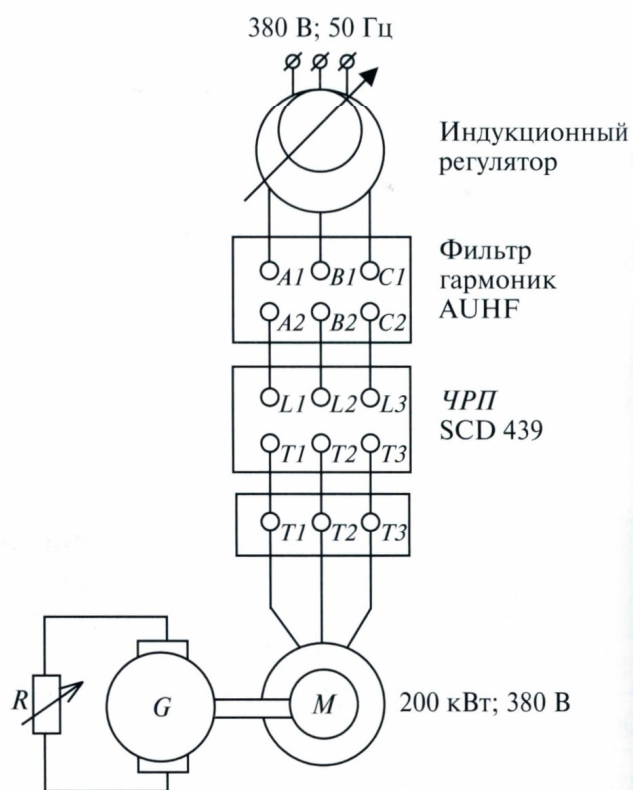 380 В; 50 Гц
Индукционный
регулятор
Фильтр
гармоник
AUHF
A1 B1 C1
A2 B2 C2
ЧРП
SCD 439
L1 L2 L3
T1 T2 T3
T1 T2 T3
R
G
M
200 кВт; 380 В